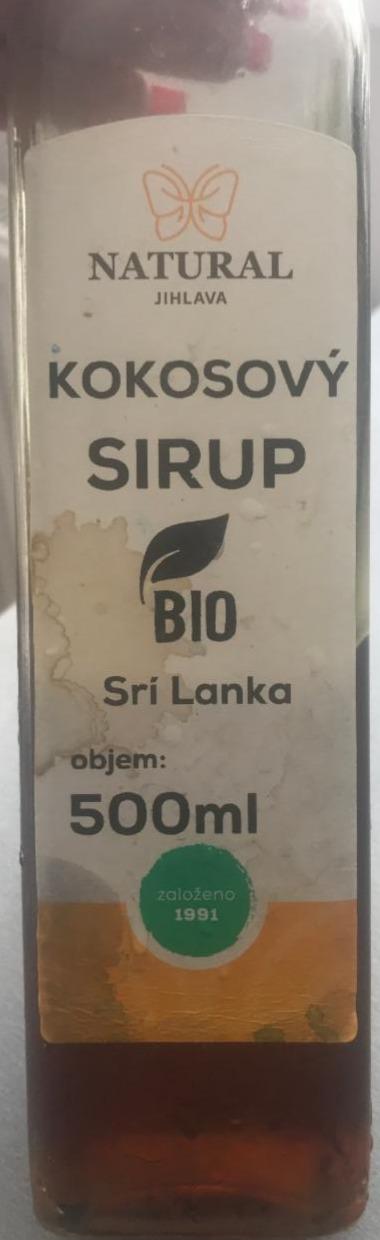 NATURAL
JIHLAVA
KOKOSOVÝ
SIRUP
BIO
Srí Lanka
objem:
500ml
založeno
1991